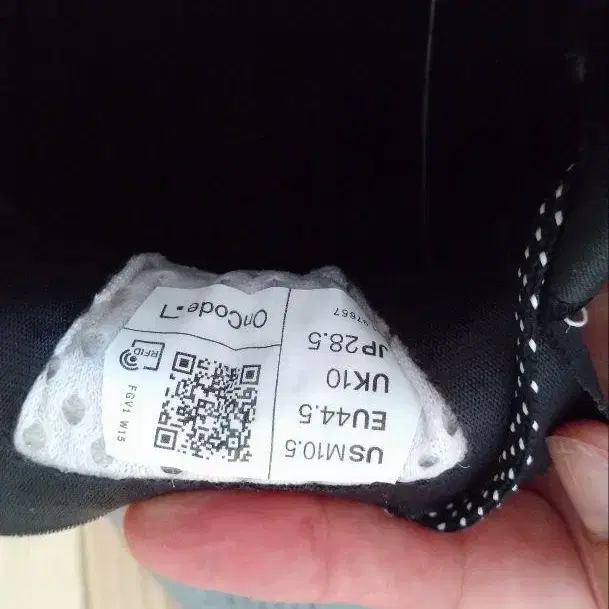 USM10.5
EU44.5
UK10
JP28.5
OnCode
RFID
FGV1 W15